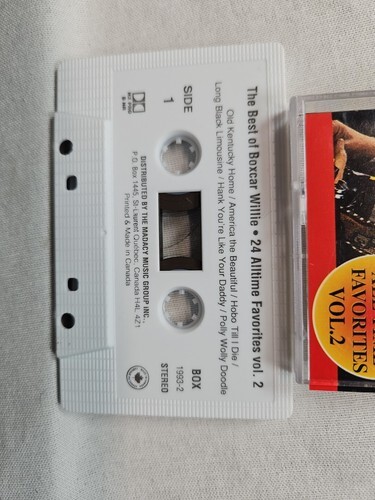 The Best of Boxcar Willie • 24 Alltime Favorites vol. 2
Old Kentucky Home / America the Beautiful / Hobo Till I Die /
Long Black Limousine / Hank You're Like Your Daddy / Polly Wolly Doodle
SIDE
1
BOX
1993-2
STEREO
DISTRIBUTED BY THE MADACY MUSIC GROUP INC.,
P.O. Box 1445, St-Laurent Québec, Canada H4L 4Z1
Printed & Made in Canada
FAVORITES
VOL.2